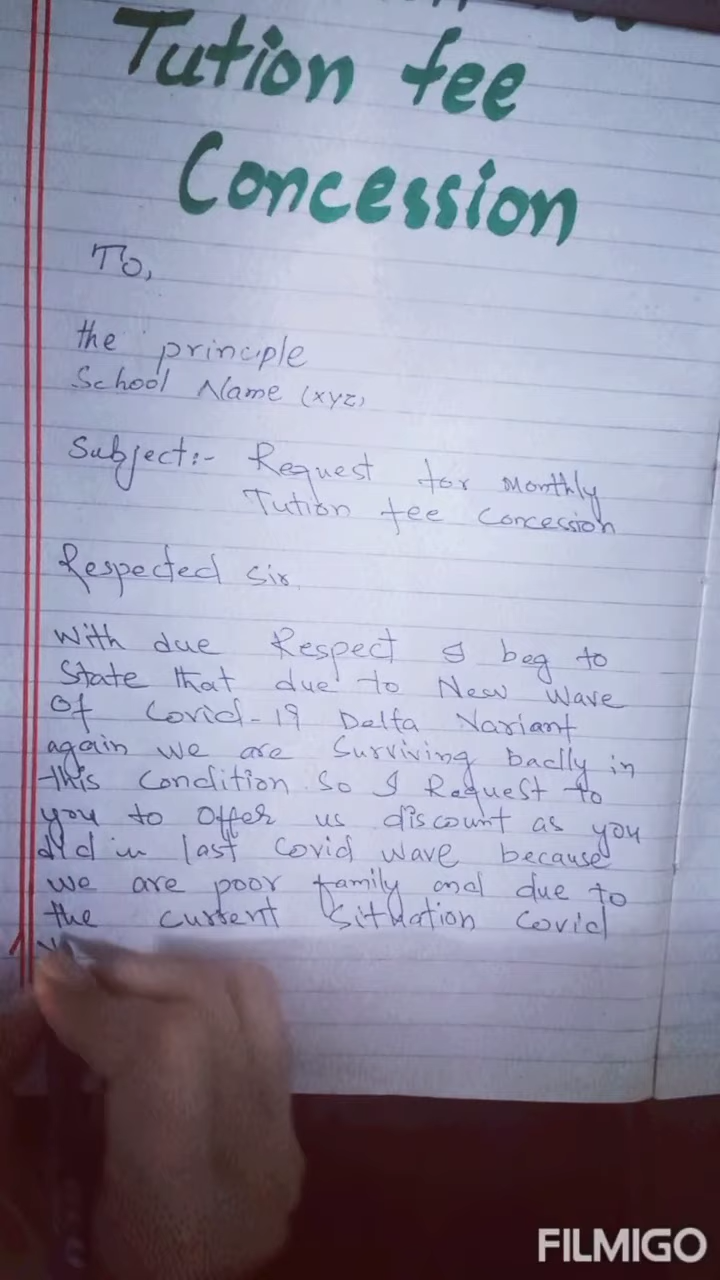 Tution fee
Concession
To,
the principle
School Name (xyz)
Subject:- Request for monthly
Tution fee Concession
Respected Sir
With due Respect I beg to
State that due to New Wave
Of Covid-19 Delta Variant
again we are Surviving badly in
this Condition So I Request to
you to Offer us discount as you
did in last Covid wave because
we are poor family and due to
the current Situation Covid
FILMIGO